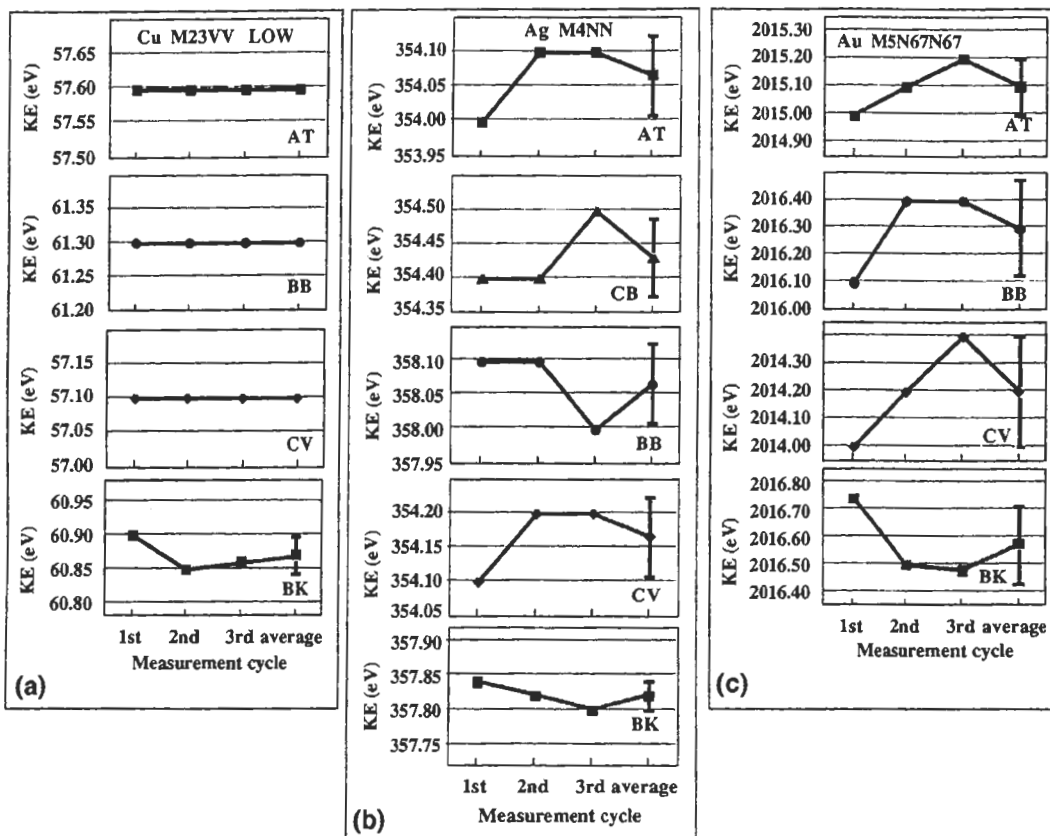 Cu M23VV LOW
KE (eV)
57.65
57.60
57.55
57.50
AT
KE (eV)
61.35
61.30
61.25
61.20
BB
KE (eV)
57.15
57.10
57.05
57.00
CV
KE (eV)
60.95
60.90
60.85
60.80
BK
1st 2nd 3rd average
Measurement cycle
(a)
Ag M4NN
KE (eV)
354.10
354.05
354.00
353.95
AT
KE (eV)
354.50
354.45
354.40
354.35
CB
KE (eV)
358.10
358.05
358.00
357.95
BB
KE (eV)
354.20
354.15
354.10
354.05
CV
KE (eV)
357.90
357.85
357.80
357.75
BK
1st 2nd 3rd average
Measurement cycle
(b)
Au M5N67N67
KE (eV)
2015.30
2015.20
2015.10
2015.00
2014.90
AT
KE (eV)
2016.40
2016.30
2016.20
2016.10
2016.00
BB
KE (eV)
2014.30
2014.20
2014.10
2014.00
CV
KE (eV)
2016.80
2016.70
2016.60
2016.50
2016.40
BK
1st 2nd 3rd average
Measurement cycle
(c)